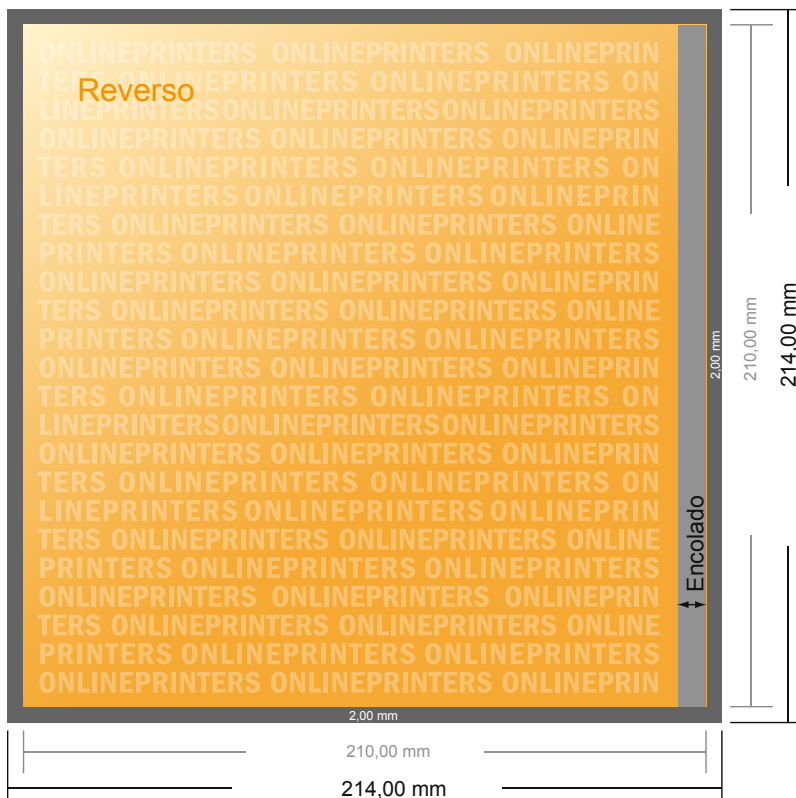 ONLINEPRINTERS ONLINEPRINTERS ONLINEPRIN
TERS ONLINEPRINTERS ONLINEPRINTERS ON
Reverso
LINEPRINTERSONLINEPRINTERSONLINEPRINTERS
ONLINEPRINTERS ONLINEPRINTERS ONLINEPRIN
TERS ONLINEPRINTERS ONLINEPRINTERS ON
LINEPRINTERS ONLINEPRINTERS ONLINEPRIN
TERS ONLINEPRINTERS ONLINEPRINTERS ONLINE
PRINTERS ONLINEPRINTERS ONLINEPRINTERS
ONLINEPRINTERS ONLINEPRINTERS ONLINEPRIN
TERS ONLINEPRINTERS ONLINEPRINTERS ONLINE
PRINTERS ONLINEPRINTERS ONLINEPRINTERS
ONLINEPRINTERS ONLINEPRINTERS ONLINEPRIN
TERS ONLINEPRINTERS ONLINEPRINTERS ON
LINEPRINTERSONLINEPRINTERSONLINEPRINTERS
ONLINEPRINTERS ONLINEPRINTERS ONLINEPRIN
TERS ONLINEPRINTERS ONLINEPRINTERS ON
LINEPRINTERS ONLINEPRINTERS ONLINEPRIN
TERS ONLINEPRINTERS ONLINEPRINTERS ONLINE
PRINTERS ONLINEPRINTERS ONLINEPRINTERS
ONLINEPRINTERS ONLINEPRINTERS ONLINEPRIN
TERS ONLINEPRINTERS ONLINEPRINTERS ONLINE
PRINTERS ONLINEPRINTERS ONLINEPRINTERS
ONLINEPRINTERS ONLINEPRINTERS ONLINEPRIN
Encolado
2,00 mm
210,00 mm
214.00 mm
2,00 mm
210,00 mm
214,00 mm